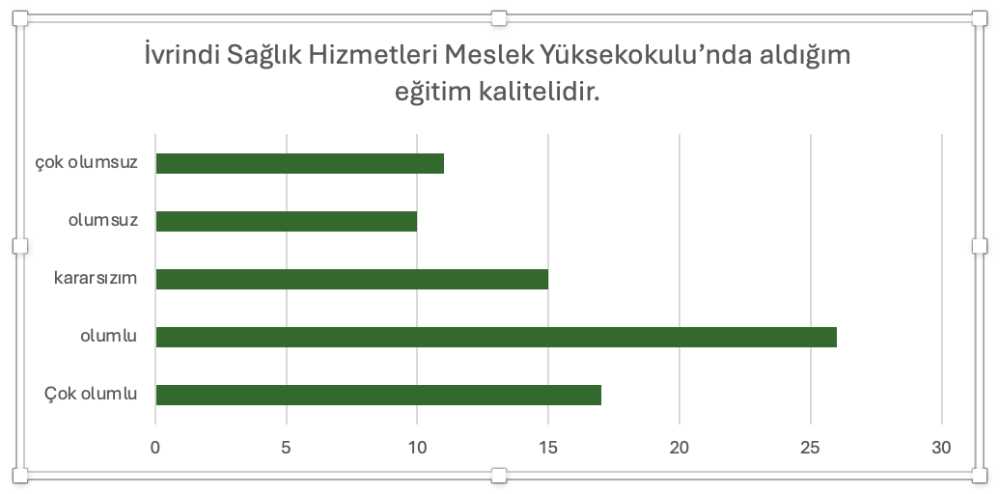 İvrindi Sağlık Hizmetleri Meslek Yüksekokulu’nda aldığım
eğitim kalitelidir.
çok olumsuz
olumsuz
kararsızım
olumlu
Çok olumlu
0 5 10 15 20 25 30